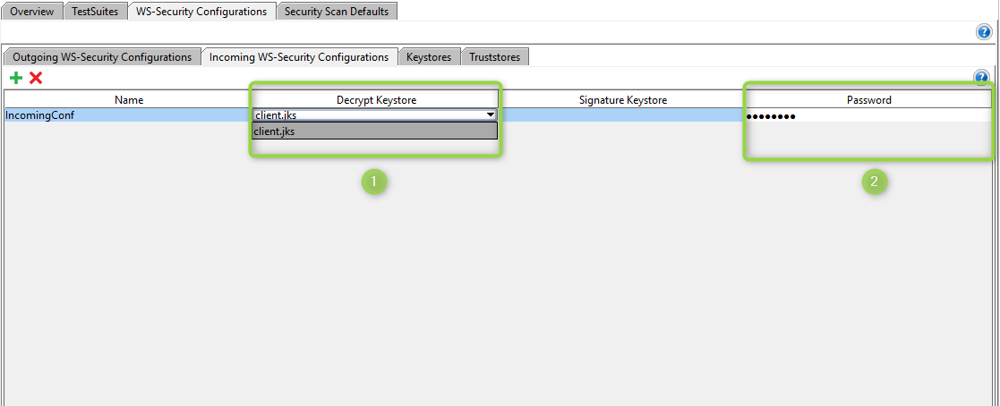 Overview TestSuites WS-Security Configurations Security Scan Defaults
?
Outgoing WS-Security Configurations Incoming WS-Security Configurations Keystores Truststores
?
Name Decrypt Keystore Signature Keystore Password
IncomingConf client.jks ●●●●●●●●
client.jks
1 2